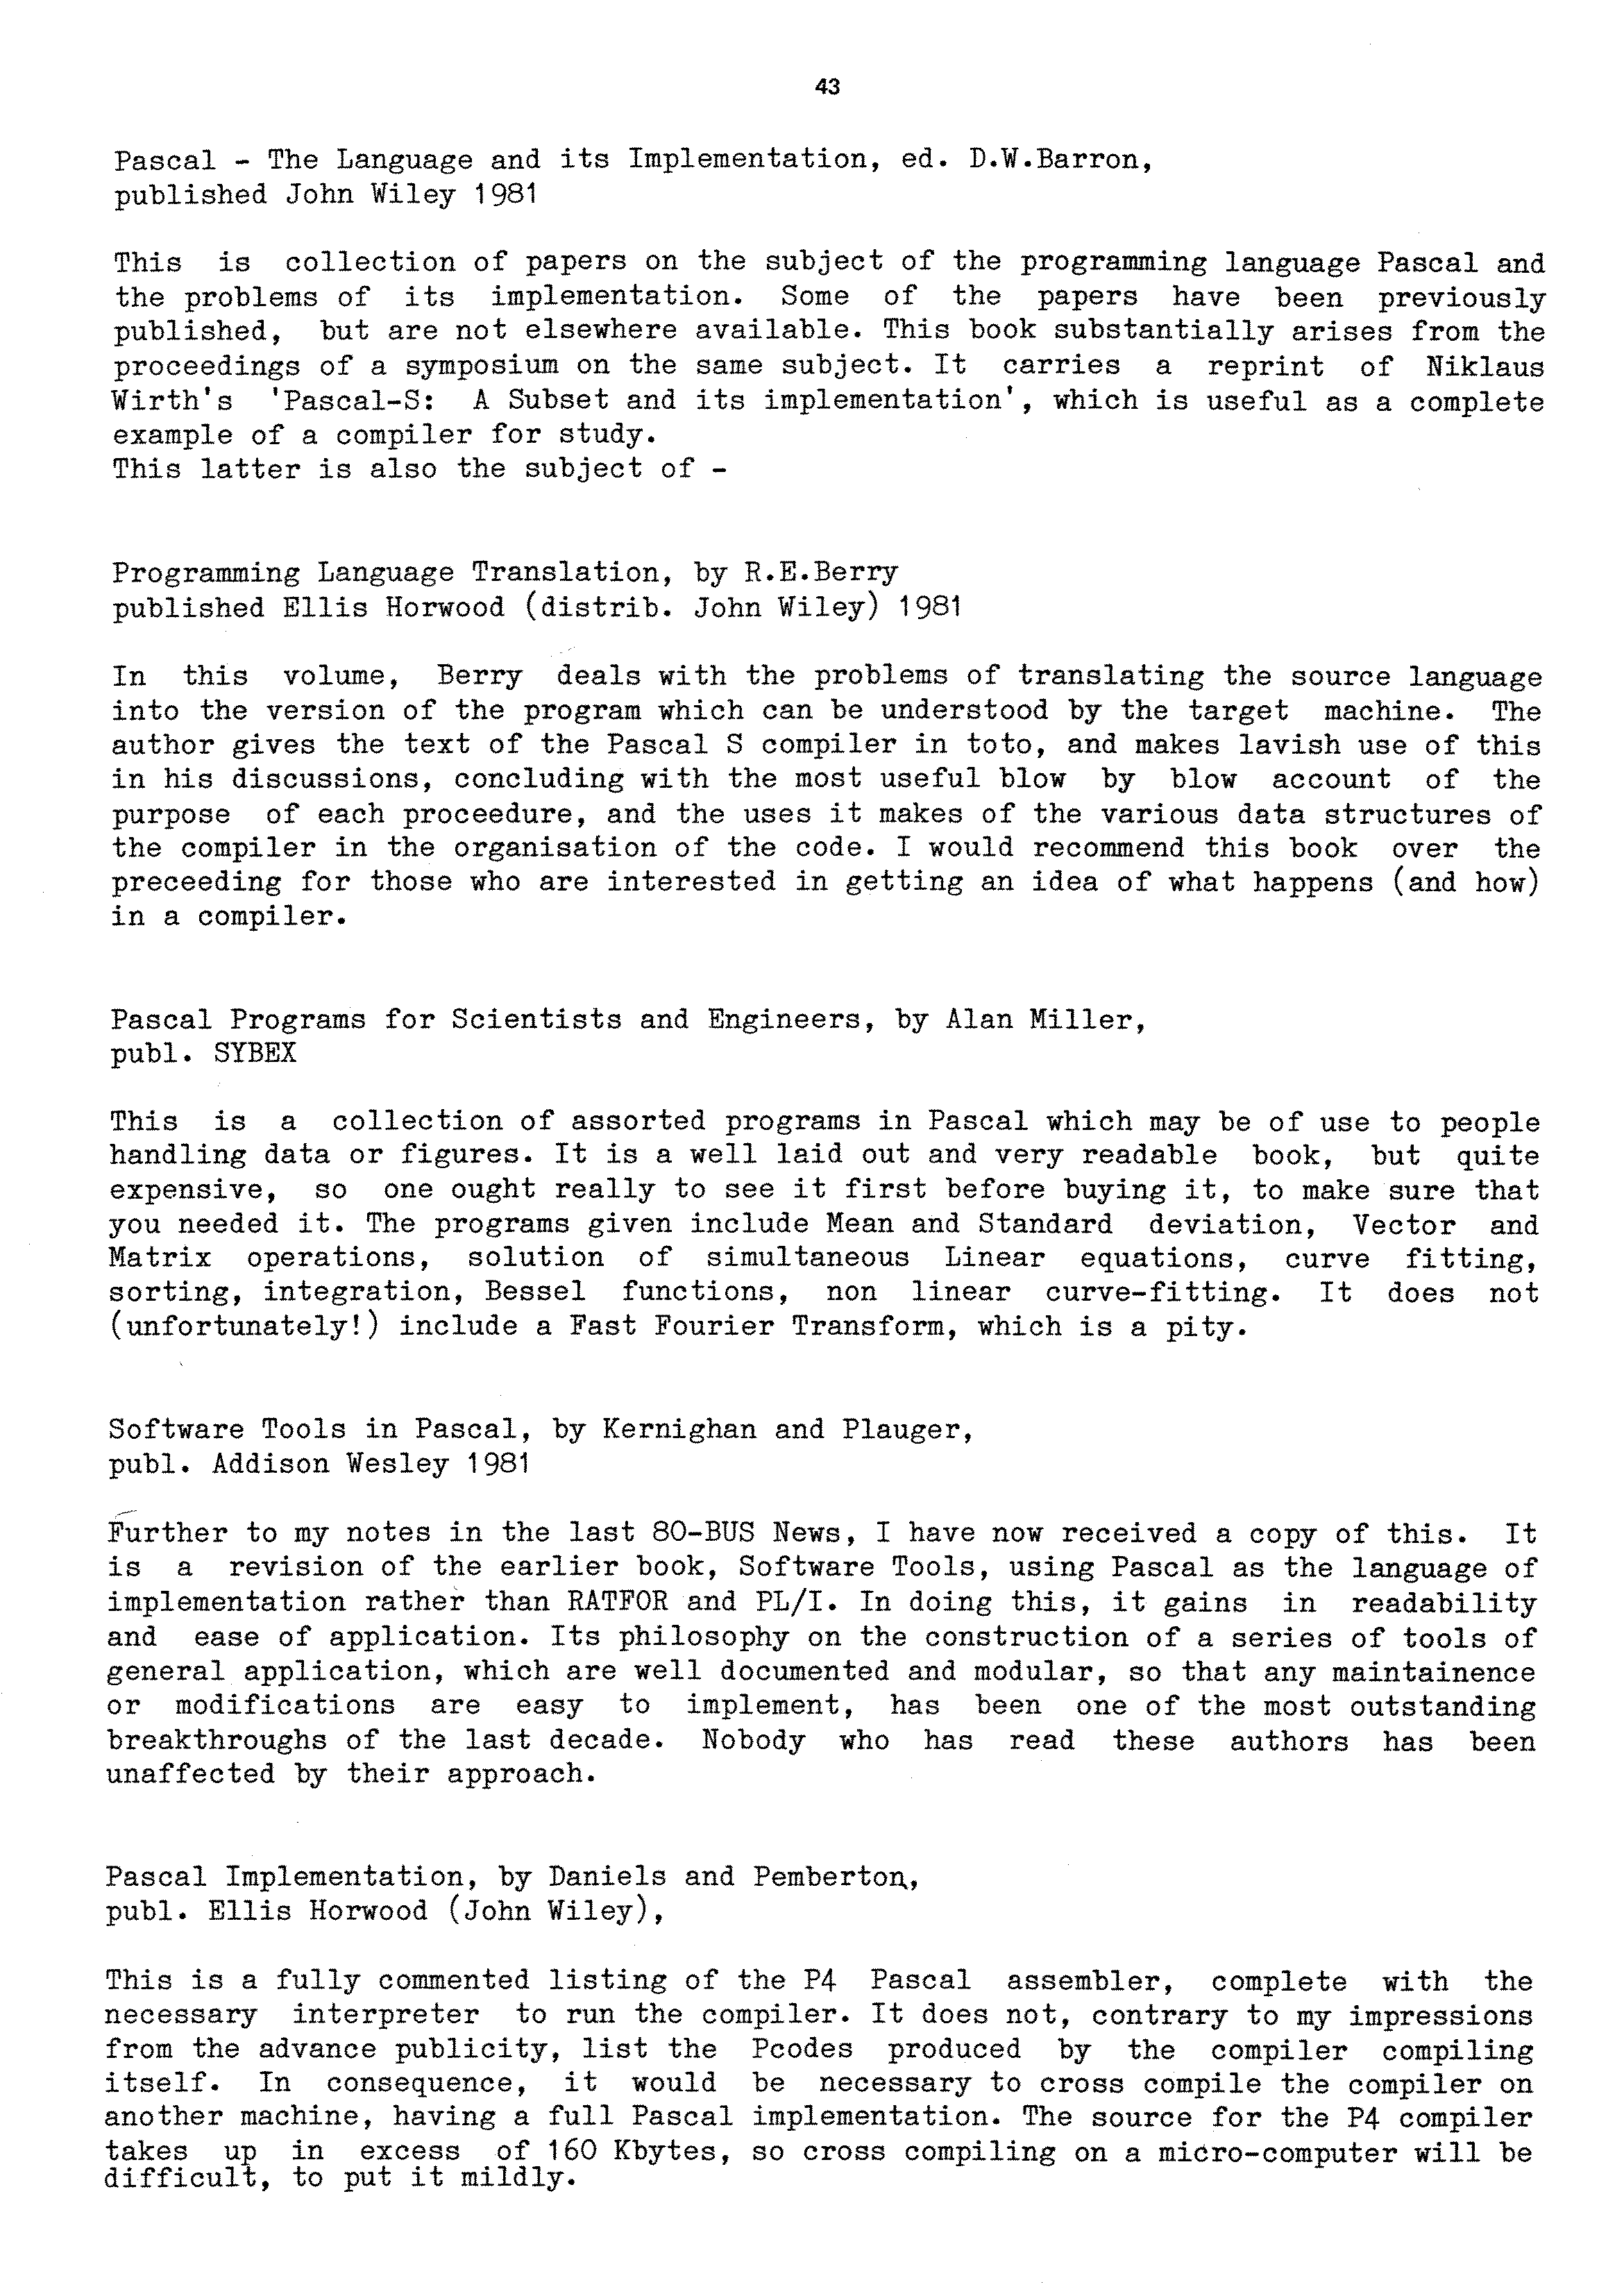 43
Pascal - The Language and its Implementation, ed. D.W.Barron,
published John Wiley 1981
This is collection of papers on the subject of the programming language Pascal and
the problems of its implementation. Some of the papers have been previously
published, but are not elsewhere available. This book substantially arises from the
proceedings of a symposium on the same subject. It carries a reprint of Niklaus
Wirth's 'Pascal-S: A Subset and its implementation', which is useful as a complete
example of a compiler for study.
This latter is also the subject of -
Programming Language Translation, by R.E.Berry
published Ellis Horwood (distrib. John Wiley) 1981
In this volume, Berry deals with the problems of translating the source language
into the version of the program which can be understood by the target machine. The
author gives the text of the Pascal S compiler in toto, and makes lavish use of this
in his discussions, concluding with the most useful blow by blow account of the
purpose of each proceedure, and the uses it makes of the various data structures of
the compiler in the organisation of the code. I would recommend this book over the
preceeding for those who are interested in getting an idea of what happens (and how)
in a compiler.
Pascal Programs for Scientists and Engineers, by Alan Miller,
publ. SYBEX
This is a collection of assorted programs in Pascal which may be of use to people
handling data or figures. It is a well laid out and very readable book, but quite
expensive, so one ought really to see it first before buying it, to make sure that
you needed it. The programs given include Mean and Standard deviation, Vector and
Matrix operations, solution of simultaneous Linear equations, curve fitting,
sorting, integration, Bessel functions, non linear curve-fitting. It does not
(unfortunately!) include a Fast Fourier Transform, which is a pity.
Software Tools in Pascal, by Kernighan and Plauger,
publ. Addison Wesley 1981
Further to my notes in the last 80-BUS News, I have now received a copy of this. It
is a revision of the earlier book, Software Tools, using Pascal as the language of
implementation rather than RATFOR and PL/I. In doing this, it gains in readability
and ease of application. Its philosophy on the construction of a series of tools of
general application, which are well documented and modular, so that any maintainence
or modifications are easy to implement, has been one of the most outstanding
breakthroughs of the last decade. Nobody who has read these authors has been
unaffected by their approach.
Pascal Implementation, by Daniels and Pemberton,
publ. Ellis Horwood (John Wiley),
This is a fully commented listing of the P4 Pascal assembler, complete with the
necessary interpreter to run the compiler. It does not, contrary to my impressions
from the advance publicity, list the Pcodes produced by the compiler compiling
itself. In consequence, it would be necessary to cross compile the compiler on
another machine, having a full Pascal implementation. The source for the P4 compiler
takes up in excess of 160 Kbytes, so cross compiling on a micro-computer will be
difficult, to put it mildly.